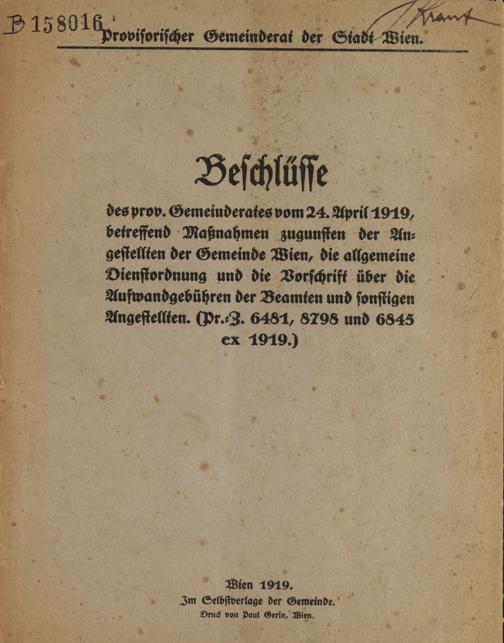 B 158016
J. Kraut
Provisorischer Gemeinderat der Stadt Wien.
Beschlüsse
des prov. Gemeinderates vom 24. April 1919,
betreffend Maßnahmen zugunsten der An-
gestellten der Gemeinde Wien, die allgemeine
Dienstordnung und die Vorschrift über die
Aufwandgebühren der Beamten und sonstigen
Angestellten. (Pr.-Z. 6481, 8798 und 6845
ex 1919.)
Wien 1919.
Im Selbstverlage der Gemeinde.
Druck von Paul Gerin, Wien.